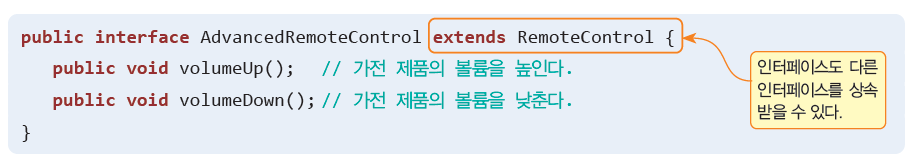 public interface AdvancedRemoteControl extends RemoteControl {
public void volumeUp(); // 가전 제품의 볼륨을 높인다.
public void volumeDown(); // 가전 제품의 볼륨을 낮춘다.
}
인터페이스도 다른
인터페이스를 상속
받을 수 있다.